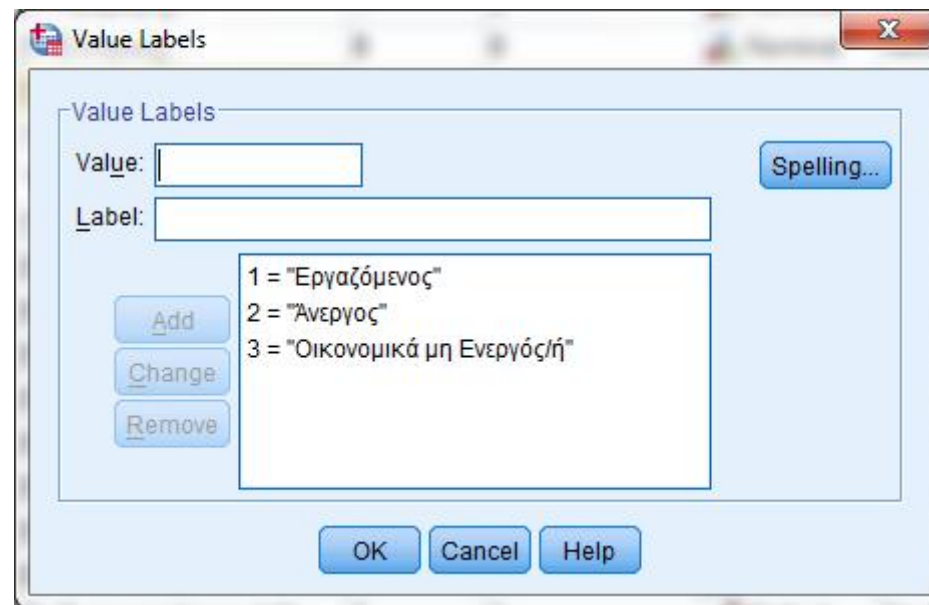 Value Labels
Value Labels
Value:
Spelling...
Label:
1 = "Εργαζόμενος"
2 = "Άνεργος"
3 = "Οικονομικά μη Ενεργός/ή"
Add
Change
Remove
OK Cancel Help